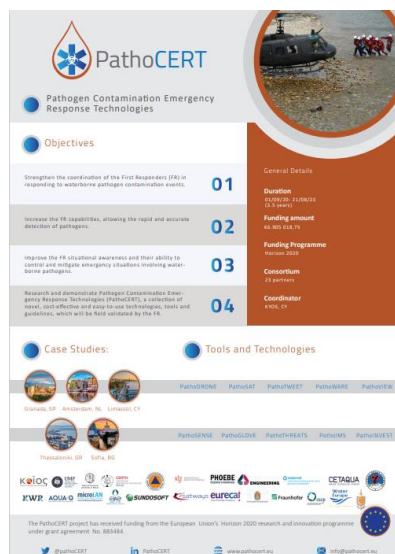 PathoCERT
Pathogen Contamination Emergency
Response Technologies
Objectives
Strengthen the coordination of the First Responders (FR) in
responding to waterborne pathogen contamination events.
01
Increase the FR capabilities, allowing the rapid and accurate
detection of pathogens.
02
Improve the FR situational awareness and their ability to
control and mitigate emergency situations involving water-
borne pathogens.
03
Research and demonstrate Pathogen Contamination Emer-
gency Response Technologies (PathoCERT), a collection of
novel, cost-effective and easy-to-use technologies, tools and
guidelines, which will be field validated by the FR.
04
General Details
Duration
(3.5 years)
Funding amount
Funding Programme
Horizon 2020
Consortium
23 partners
Coordinator
KYOS, CY
Case Studies:
Granada, SP Amsterdam, NL Limassol, CY
Thessaloniki, GR Sofia, BG
Tools and Technologies
PathoDRONE PathoSAT PathoTWEET PathoWARE PathoVIEW
PathoSENSE PathoGLOVE PathoTHREATS PathoIMS PathoINVEST
PHOEBE
ENGINEERING
CETAQUA
KWR
AQUA-Q
microLAN
SUNDOSOFT
Pathways
eurecat
Fraunhofer
Water
Europe
The PathoCERT project has received funding from the European Union's Horizon 2020 research and innovation programme
under grant agreement No. 883484.
@pathoCERT
PathoCERT
www.pathocert.eu
info@pathocert.eu